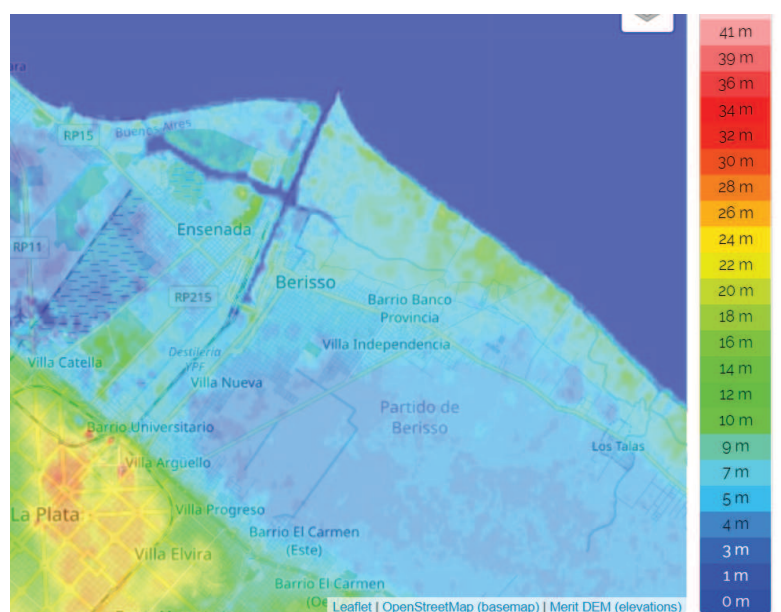 ara
RP15
Buenos Aires
RP11
Ensenada
Berisso
RP215
Barrio Banco
Provincia
Destilería
YPF
Villa Independencia
Villa Catella
Villa Nueva
Partido de
Berisso
Barrio Universitario
Los Talas
Villa Argüello
La Plata
Villa Progreso
Barrio El Carmen
(Este)
Villa Elvira
Barrio El Carmen
Leaflet | OpenStreetMap (basemap) | Merit DEM (elevations)
41 m
39 m
36 m
34 m
32 m
30 m
28 m
26 m
24 m
22 m
20 m
18 m
16 m
14 m
12 m
10 m
9 m
7 m
5 m
4 m
3 m
1 m
0 m